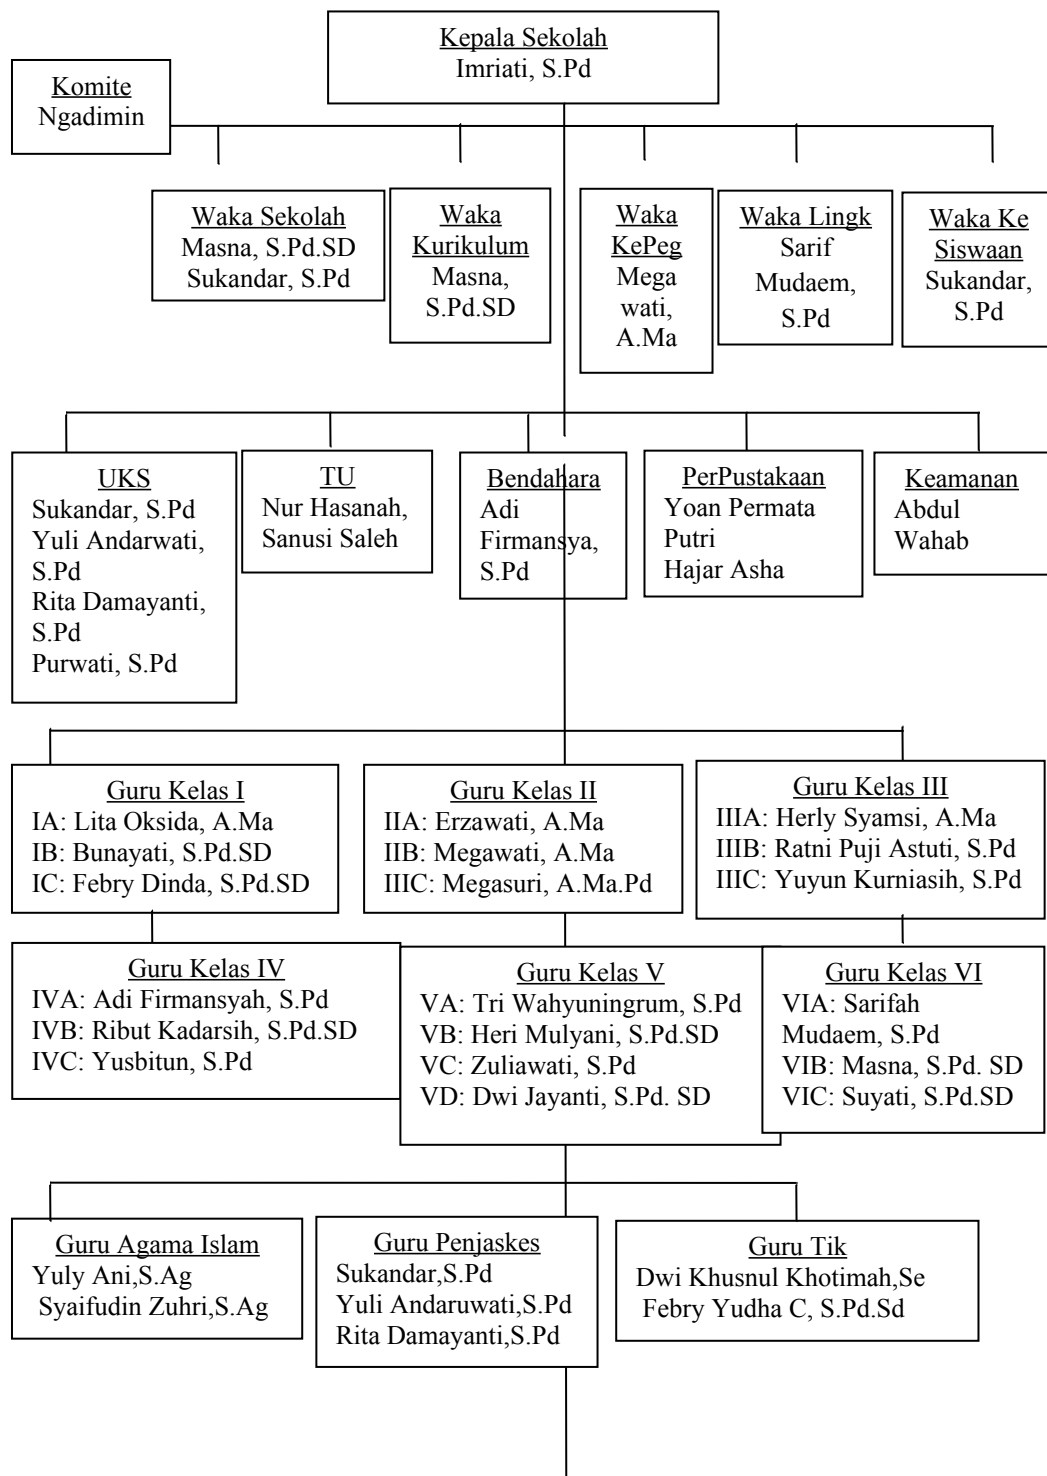 Kepala Sekolah
Imriati, S.Pd
Komite
Ngadimin
Waka Sekolah
Masna, S.Pd.SD
Sukandar, S.Pd
Waka
Kurikulum
Masna,
S.Pd.SD
Waka
KePeg
Mega
wati,
A.Ma
Waka Lingk
Sarif
Mudaem,
S.Pd
Waka Ke
Siswaan
Sukandar,
S.Pd
UKS
Sukandar, S.Pd
Yuli Andarwati,
S.Pd
Rita Damayanti,
S.Pd
Purwati, S.Pd
TU
Nur Hasanah,
Sanusi Saleh
Bendahara
Adi
Firmansya,
S.Pd
PerPustakaan
Yoan Permata
Putri
Hajar Asha
Keamanan
Abdul
Wahab
Guru Kelas I
IA: Lita Oksida, A.Ma
IB: Bunayati, S.Pd.SD
IC: Febry Dinda, S.Pd.SD
Guru Kelas II
IIA: Erzawati, A.Ma
IIB: Megawati, A.Ma
IIIC: Megasuri, A.Ma.Pd
Guru Kelas III
IIIA: Herly Syamsi, A.Ma
IIIB: Ratni Puji Astuti, S.Pd
IIIC: Yuyun Kurniasih, S.Pd
Guru Kelas IV
IVA: Adi Firmansyah, S.Pd
IVB: Ribut Kadarsih, S.Pd.SD
IVC: Yusbitun, S.Pd
Guru Kelas V
VA: Tri Wahyuningrum, S.Pd
VB: Heri Mulyani, S.Pd.SD
VC: Zuliawati, S.Pd
VD: Dwi Jayanti, S.Pd. SD
Guru Kelas VI
VIA: Sarifah
Mudaem, S.Pd
VIB: Masna, S.Pd. SD
VIC: Suyati, S.Pd.SD
Guru Agama Islam
Yuly Ani,S.Ag
Syaifudin Zuhri,S.Ag
Guru Penjaskes
Sukandar,S.Pd
Yuli Andaruwati,S.Pd
Rita Damayanti,S.Pd
Guru Tik
Dwi Khusnul Khotimah,Se
Febry Yudha C, S.Pd.Sd